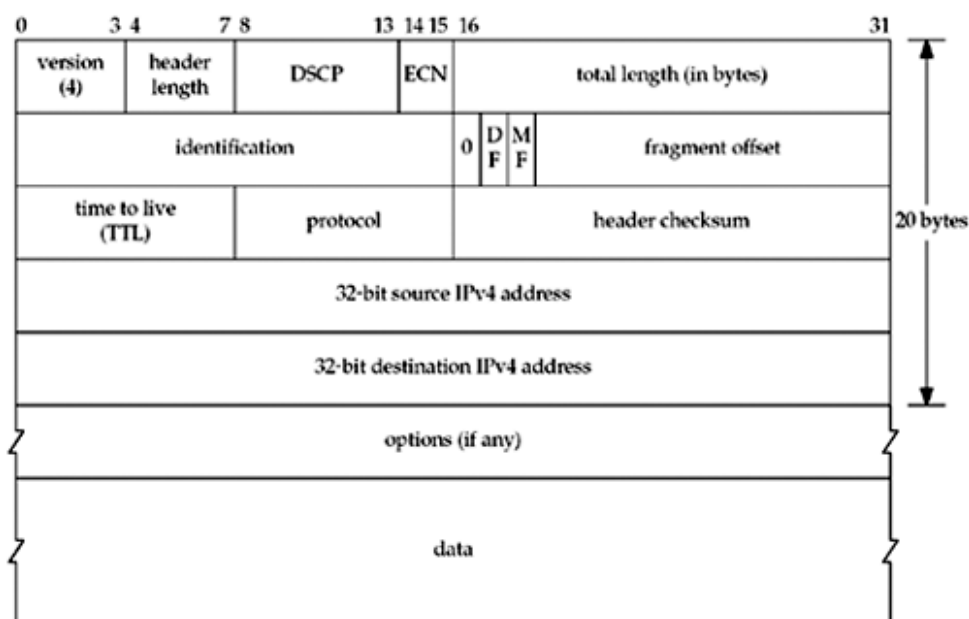 0 3 4 7 8 13 14 15 16 31
version header DSCP ECN total length (in bytes)
(4) length
identification 0 D M fragment offset
F F
time to live protocol header checksum
(TTL)
20 bytes
32-bit source IPv4 address
32-bit destination IPv4 address
options (if any)
data